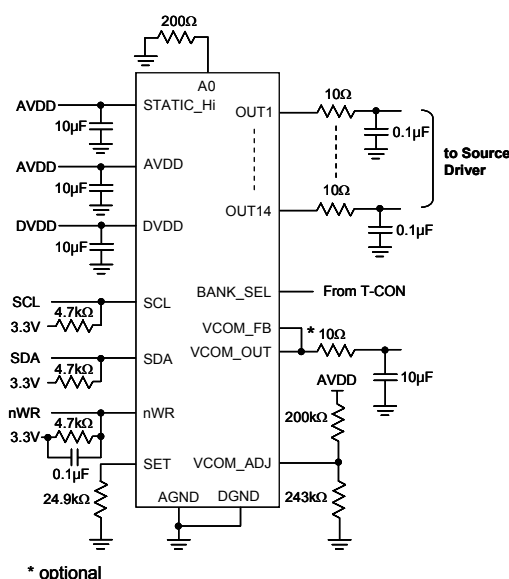 200Ω
A0
AVDD
STATIC_Hi
10µF
AVDD
AVDD
10µF
DVDD
DVDD
10µF
SCL
4.7kΩ
3.3V
SCL
SDA
4.7kΩ
3.3V
SDA
nWR
4.7kΩ
3.3V
0.1µF
nWR
SET
24.9kΩ
AGND
DGND
OUT1
10Ω
0.1µF
OUT14
10Ω
0.1µF
to Source
Driver
BANK_SEL
From T-CON
VCOM_FB
*
VCOM_OUT
10Ω
10µF
AVDD
200kΩ
VCOM_ADJ
243kΩ
* optional